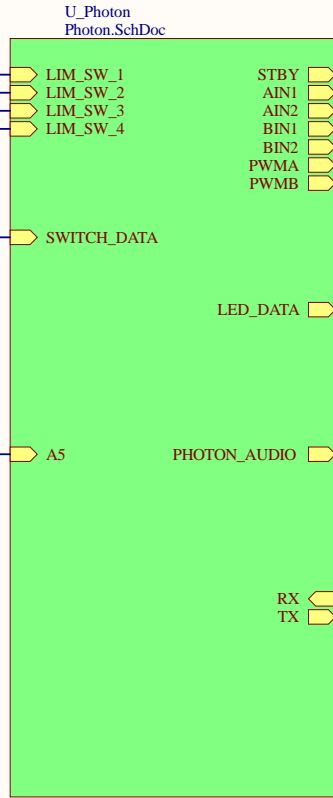 U_Photon
Photon.SchDoc
LIM_SW_1 STBY
LIM_SW_2 AIN1
LIM_SW_3 AIN2
LIM_SW_4 BIN1
BIN2
PWMA
PWMB
SWITCH_DATA
LED_DATA
A5 PHOTON_AUDIO
RX
TX